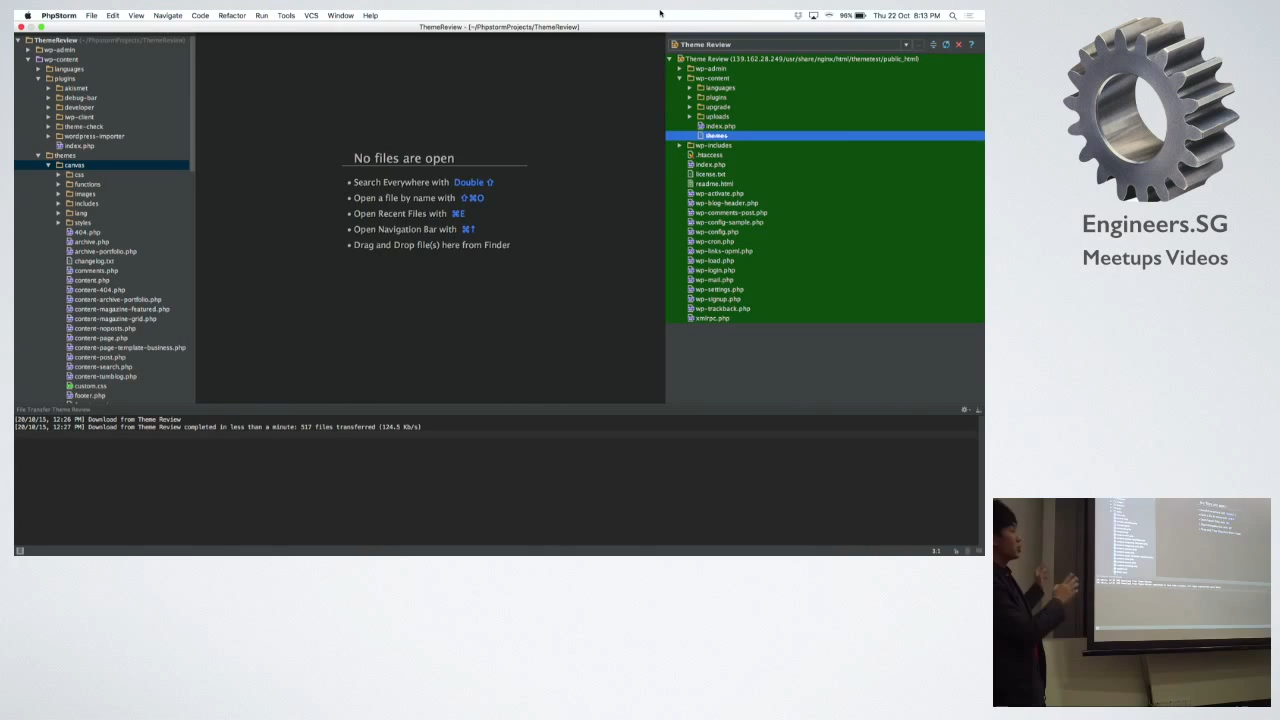 PhpStorm File Edit View Navigate Code Refactor Run Tools VCS Window Help 96% Thu 22 Oct 8:13 PM
ThemeReview - [~/PhpstormProjects/ThemeReview]
ThemeReview (~/PhpstormProjects/ThemeReview)
wp-admin
wp-content
languages
plugins
akismet
debug-bar
developer
iwp-client
theme-check
wordpress-importer
index.php
themes
canvas
css
functions
images
includes
lang
styles
404.php
archive.php
archive-portfolio.php
changelog.txt
comments.php
content.php
content-404.php
content-archive-portfolio.php
content-magazine-featured.php
content-magazine-grid.php
content-noposts.php
content-page.php
content-page-template-business.php
content-post.php
content-search.php
content-tumblog.php
custom.css
footer.php
No files are open
• Search Everywhere with Double ⇧
• Open a file by name with ⇧⌘O
• Open Recent Files with ⌘E
• Open Navigation Bar with ⌘↑
• Drag and Drop file(s) here from Finder
Theme Review
Theme Review (139.162.28.249/usr/share/nginx/html/themetest/public_html)
wp-admin
wp-content
languages
plugins
upgrade
uploads
index.php
themes
wp-includes
.htaccess
index.php
license.txt
readme.html
wp-activate.php
wp-blog-header.php
wp-comments-post.php
wp-config-sample.php
wp-config.php
wp-cron.php
wp-links-opml.php
wp-load.php
wp-login.php
wp-mail.php
wp-settings.php
wp-signup.php
wp-trackback.php
xmlrpc.php
File Transfer Theme Review
[20/10/15, 12:26 PM] Download from Theme Review
[20/10/15, 12:27 PM] Download from Theme Review completed in less than a minute: 517 files transferred (124.5 Kb/s)
1:1
Engineers.SG
Meetups Videos